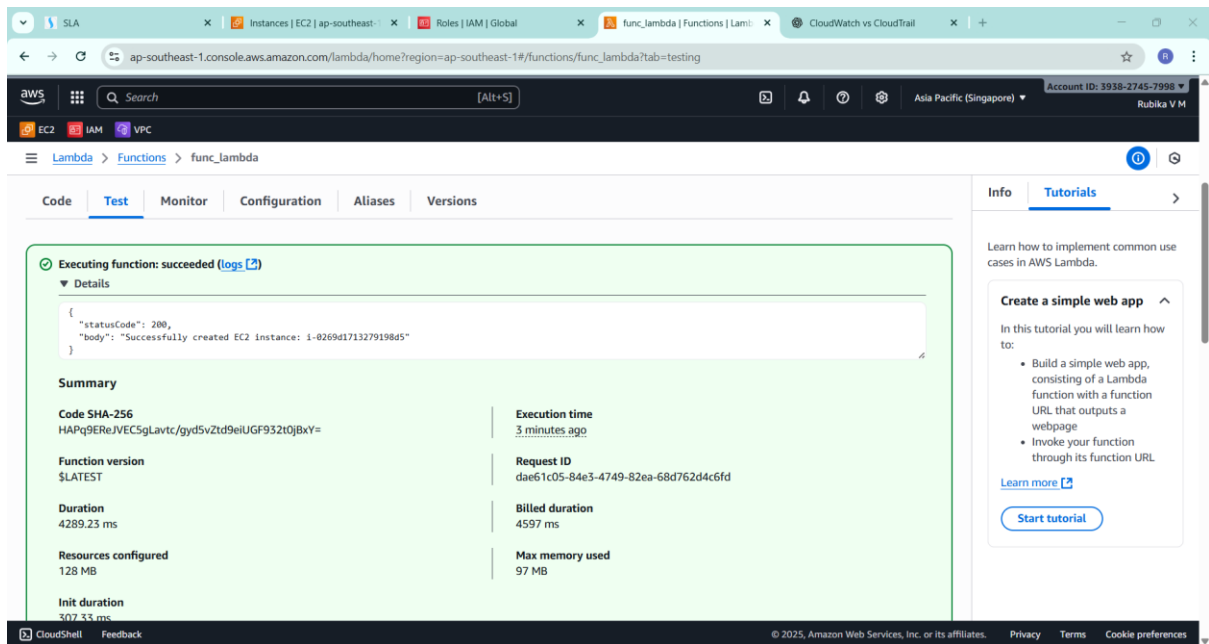 SLA
Instances | EC2 | ap-southeast-1
Roles | IAM | Global
func_lambda | Functions | Lamb
CloudWatch vs CloudTrail
ap-southeast-1.console.aws.amazon.com/lambda/home?region=ap-southeast-1#/functions/func_lambda?tab=testing
R
aws
Search
[Alt+S]
Asia Pacific (Singapore)
Account ID: 3938-2745-7998
Rubika V M
EC2
IAM
VPC
Lambda > Functions > func_lambda
Code
Test
Monitor
Configuration
Aliases
Versions
Executing function: succeeded (logs)
Details
{
"statusCode": 200,
"body": "Successfully created EC2 instance: i-0269d1713279198d5"
}
Summary
Code SHA-256
HAPq9EReJVEC5gLavtc/gyd5vZtd9eiUGF932t0jBxY=
Execution time
3 minutes ago
Function version
$LATEST
Request ID
dae61c05-84e3-4749-82ea-68d762d4c6fd
Duration
4289.23 ms
Billed duration
4597 ms
Resources configured
128 MB
Max memory used
97 MB
Init duration
307.33 ms
Info
Tutorials
Learn how to implement common use
cases in AWS Lambda.
Create a simple web app
In this tutorial you will learn how
to:
• Build a simple web app,
consisting of a Lambda
function with a function
URL that outputs a
webpage
• Invoke your function
through its function URL
Learn more
Start tutorial
CloudShell
Feedback
© 2025, Amazon Web Services, Inc. or its affiliates.
Privacy
Terms
Cookie preferences